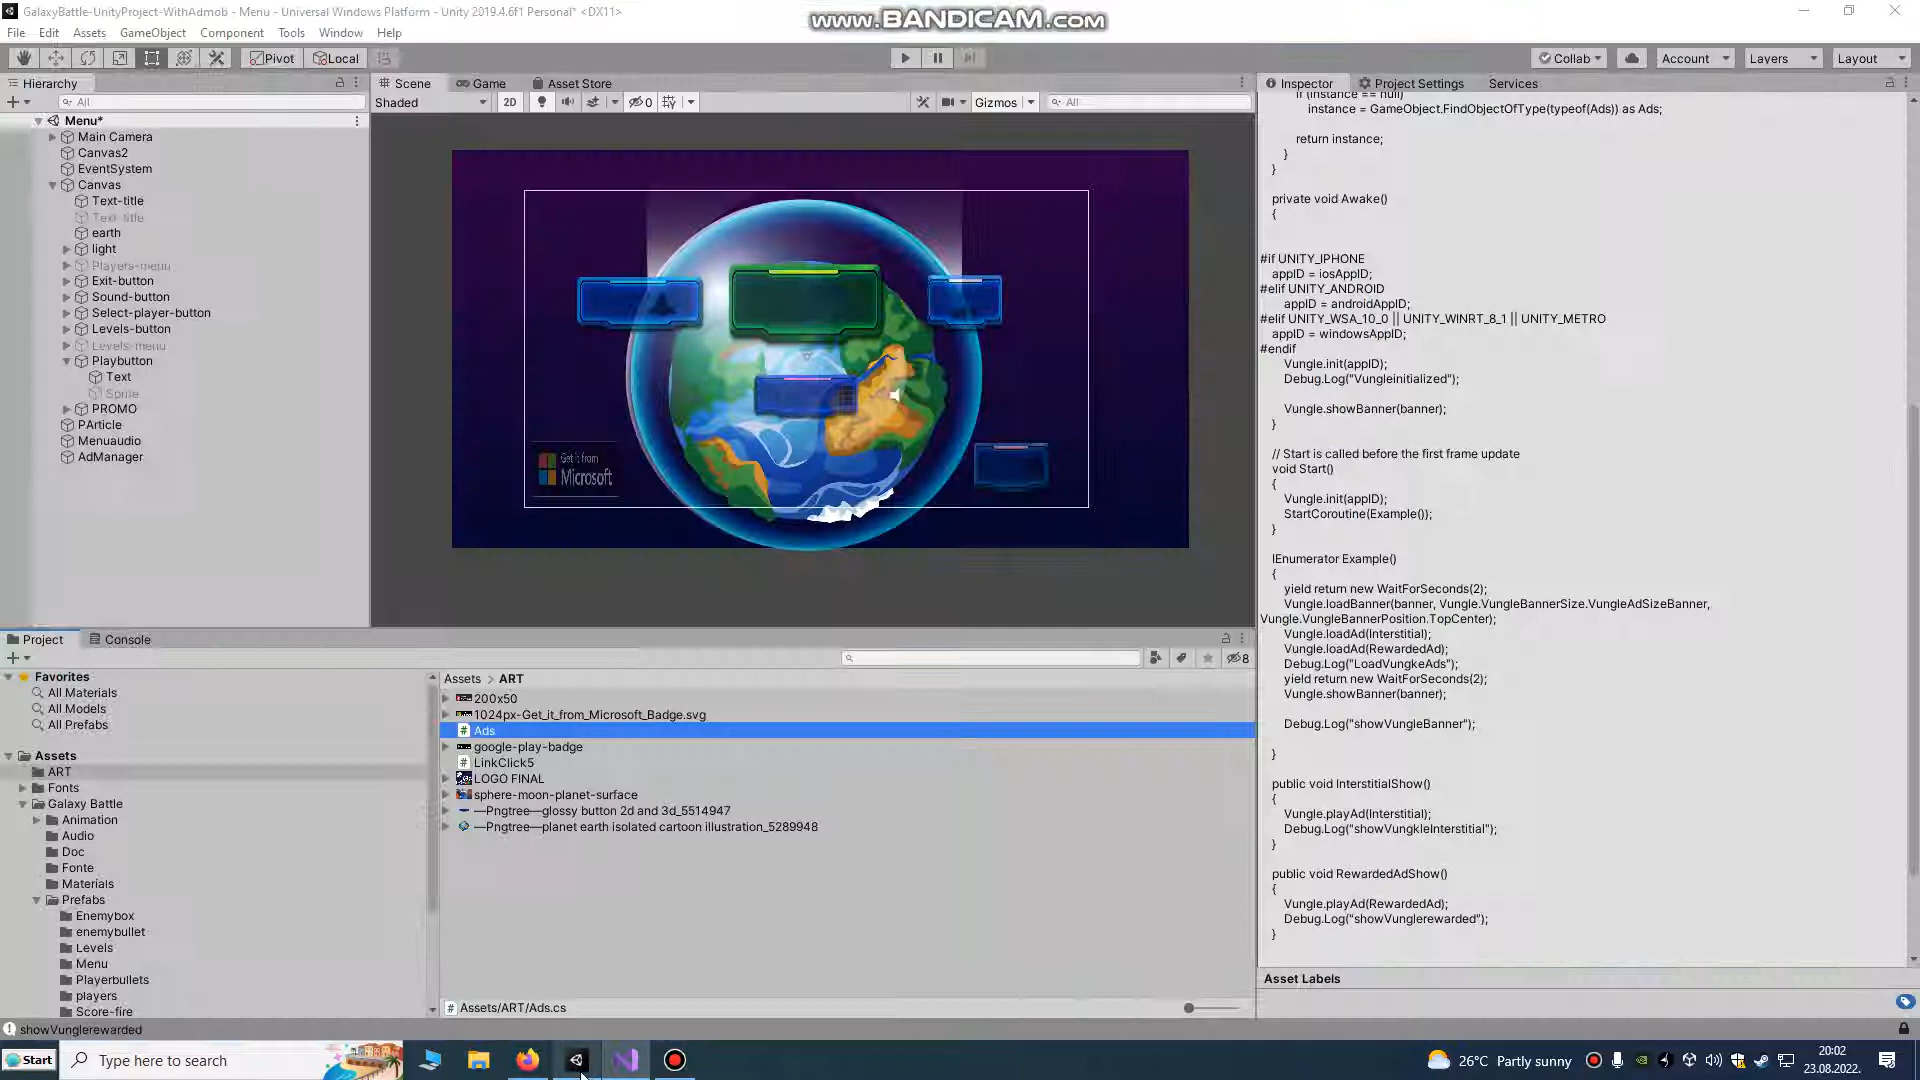 GalaxyBattle-UnityProject-WithAdmob - Menu - Universal Windows Platform - Unity 2019.4.6f1 Personal* <DX11>
www.BANDICAM.com
File Edit Assets GameObject Component Tools Window Help
Pivot Local Collab Account Layers Layout
Hierarchy
All
Menu*
Main Camera
Canvas2
EventSystem
Canvas
Text-title
Text-title
earth
light
Players-menu
Exit-button
Sound-button
Select-player-button
Levels-button
Levels-menu
Playbutton
Text
Sprite
PROMO
PArticle
Menuaudio
AdManager
Scene Game Asset Store
Shaded 2D 0 Gizmos All
Get it from
Microsoft
Inspector Project Settings Services
if (instance == null)
instance = GameObject.FindObjectOfType(typeof(Ads)) as Ads;
return instance;
}
}
private void Awake()
{
#if UNITY_IPHONE
appID = iosAppID;
#elif UNITY_ANDROID
appID = androidAppID;
#elif UNITY_WSA_10_0 || UNITY_WINRT_8_1 || UNITY_METRO
appID = windowsAppID;
#endif
Vungle.init(appID);
Debug.Log("Vungleinitialized");
Vungle.showBanner(banner);
}
// Start is called before the first frame update
void Start()
{
Vungle.init(appID);
StartCoroutine(Example());
}
IEnumerator Example()
{
yield return new WaitForSeconds(2);
Vungle.loadBanner(banner, Vungle.VungleBannerSize.VungleAdSizeBanner,
Vungle.VungleBannerPosition.TopCenter);
Vungle.loadAd(Interstitial);
Vungle.loadAd(RewardedAd);
Debug.Log("LoadVungkeAds");
yield return new WaitForSeconds(2);
Vungle.showBanner(banner);
Debug.Log("showVungleBanner");
}
public void InterstitialShow()
{
Vungle.playAd(Interstitial);
Debug.Log("showVungkleInterstitial");
}
public void RewardedAdShow()
{
Vungle.playAd(RewardedAd);
Debug.Log("showVunglerewarded");
}
Asset Labels
Project Console
8
Favorites
All Materials
All Models
All Prefabs
Assets
ART
Fonts
Galaxy Battle
Animation
Audio
Doc
Fonte
Materials
Prefabs
Enemybox
enemybullet
Levels
Menu
Playerbullets
players
Score-fire
Assets > ART
200x50
1024px-Get_it_from_Microsoft_Badge.svg
Ads
google-play-badge
LinkClick5
LOGO FINAL
sphere-moon-planet-surface
—Pngtree—glossy button 2d and 3d_5514947
—Pngtree—planet earth isolated cartoon illustration_5289948
Assets/ART/Ads.cs
showVunglerewarded
Start Type here to search 26°C Partly sunny 20:02
23.08.2022.